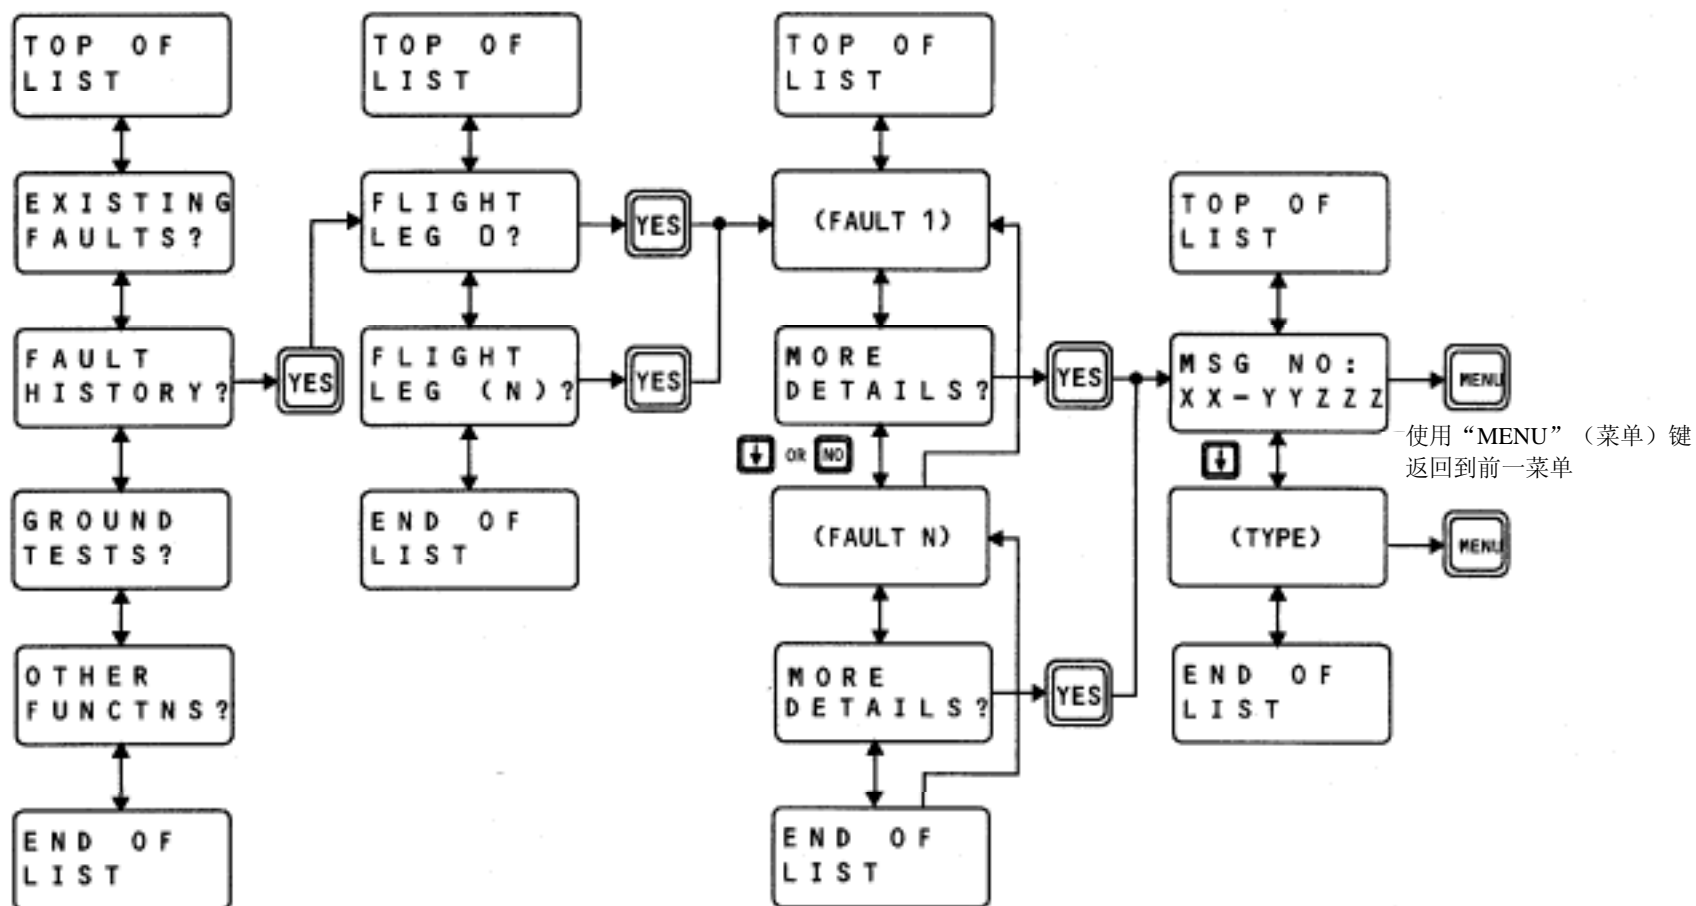 TOP OF
LIST
EXISTING
FAULTS?
FAULT
HISTORY?
YES
GROUND
TESTS?
OTHER
FUNCTNS?
END OF
LIST
TOP OF
LIST
FLIGHT
LEG 0?
YES
FLIGHT
LEG (N)?
YES
END OF
LIST
TOP OF
LIST
(FAULT 1)
MORE
DETAILS?
YES
OR NO
(FAULT N)
MORE
DETAILS?
YES
END OF
LIST
TOP OF
LIST
MSG NO:
XX-YYZZZ
MENU
使用“MENU”（菜单）键
返回到前一菜单
(TYPE)
MENU
END OF
LIST